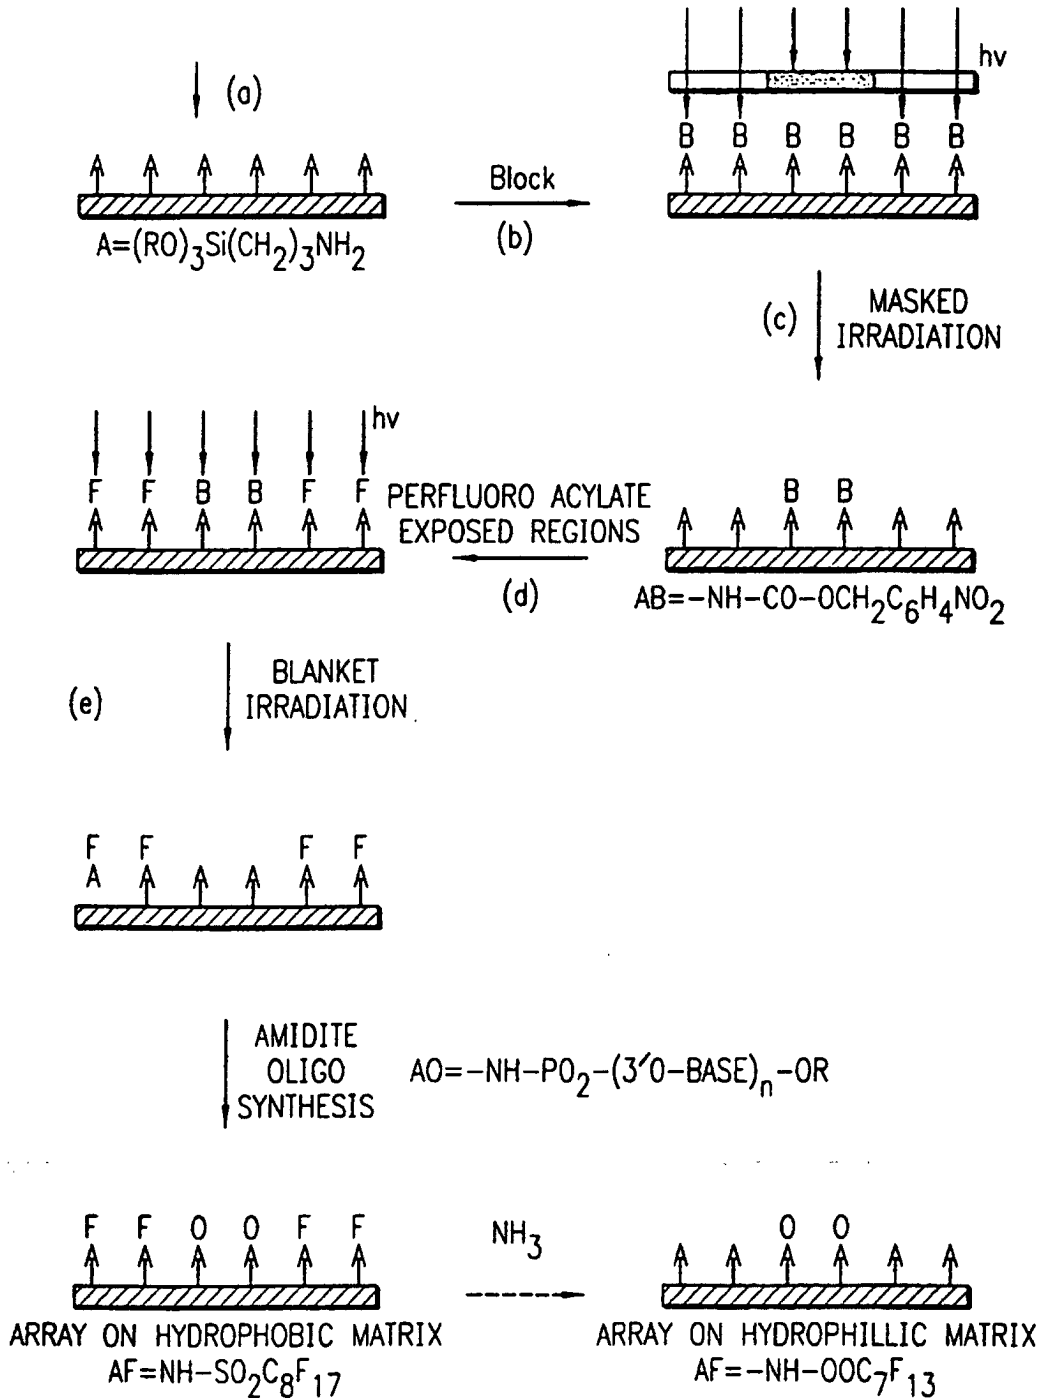 (a)
A A A A A A
A=(RO)3Si(CH2)3NH2
Block
(b)
hν
B B B B B B
A A A A A A
(c)
MASKED
IRRADIATION
hν
F F B B F F
A A A A A A
PERFLUORO ACYLATE
EXPOSED REGIONS
(d)
B B
A A A A A A
AB=-NH-CO-OCH2C6H4NO2
(e)
BLANKET
IRRADIATION
F F F F
A A A A A A
AMIDITE
OLIGO
SYNTHESIS
AO=-NH-PO2-(3'O-BASE)n-OR
F F O O F F
A A A A A A
ARRAY ON HYDROPHOBIC MATRIX
AF=NH-SO2C8F17
NH3
O O
A A A A A A
ARRAY ON HYDROPHILLIC MATRIX
AF=-NH-OOC7F13